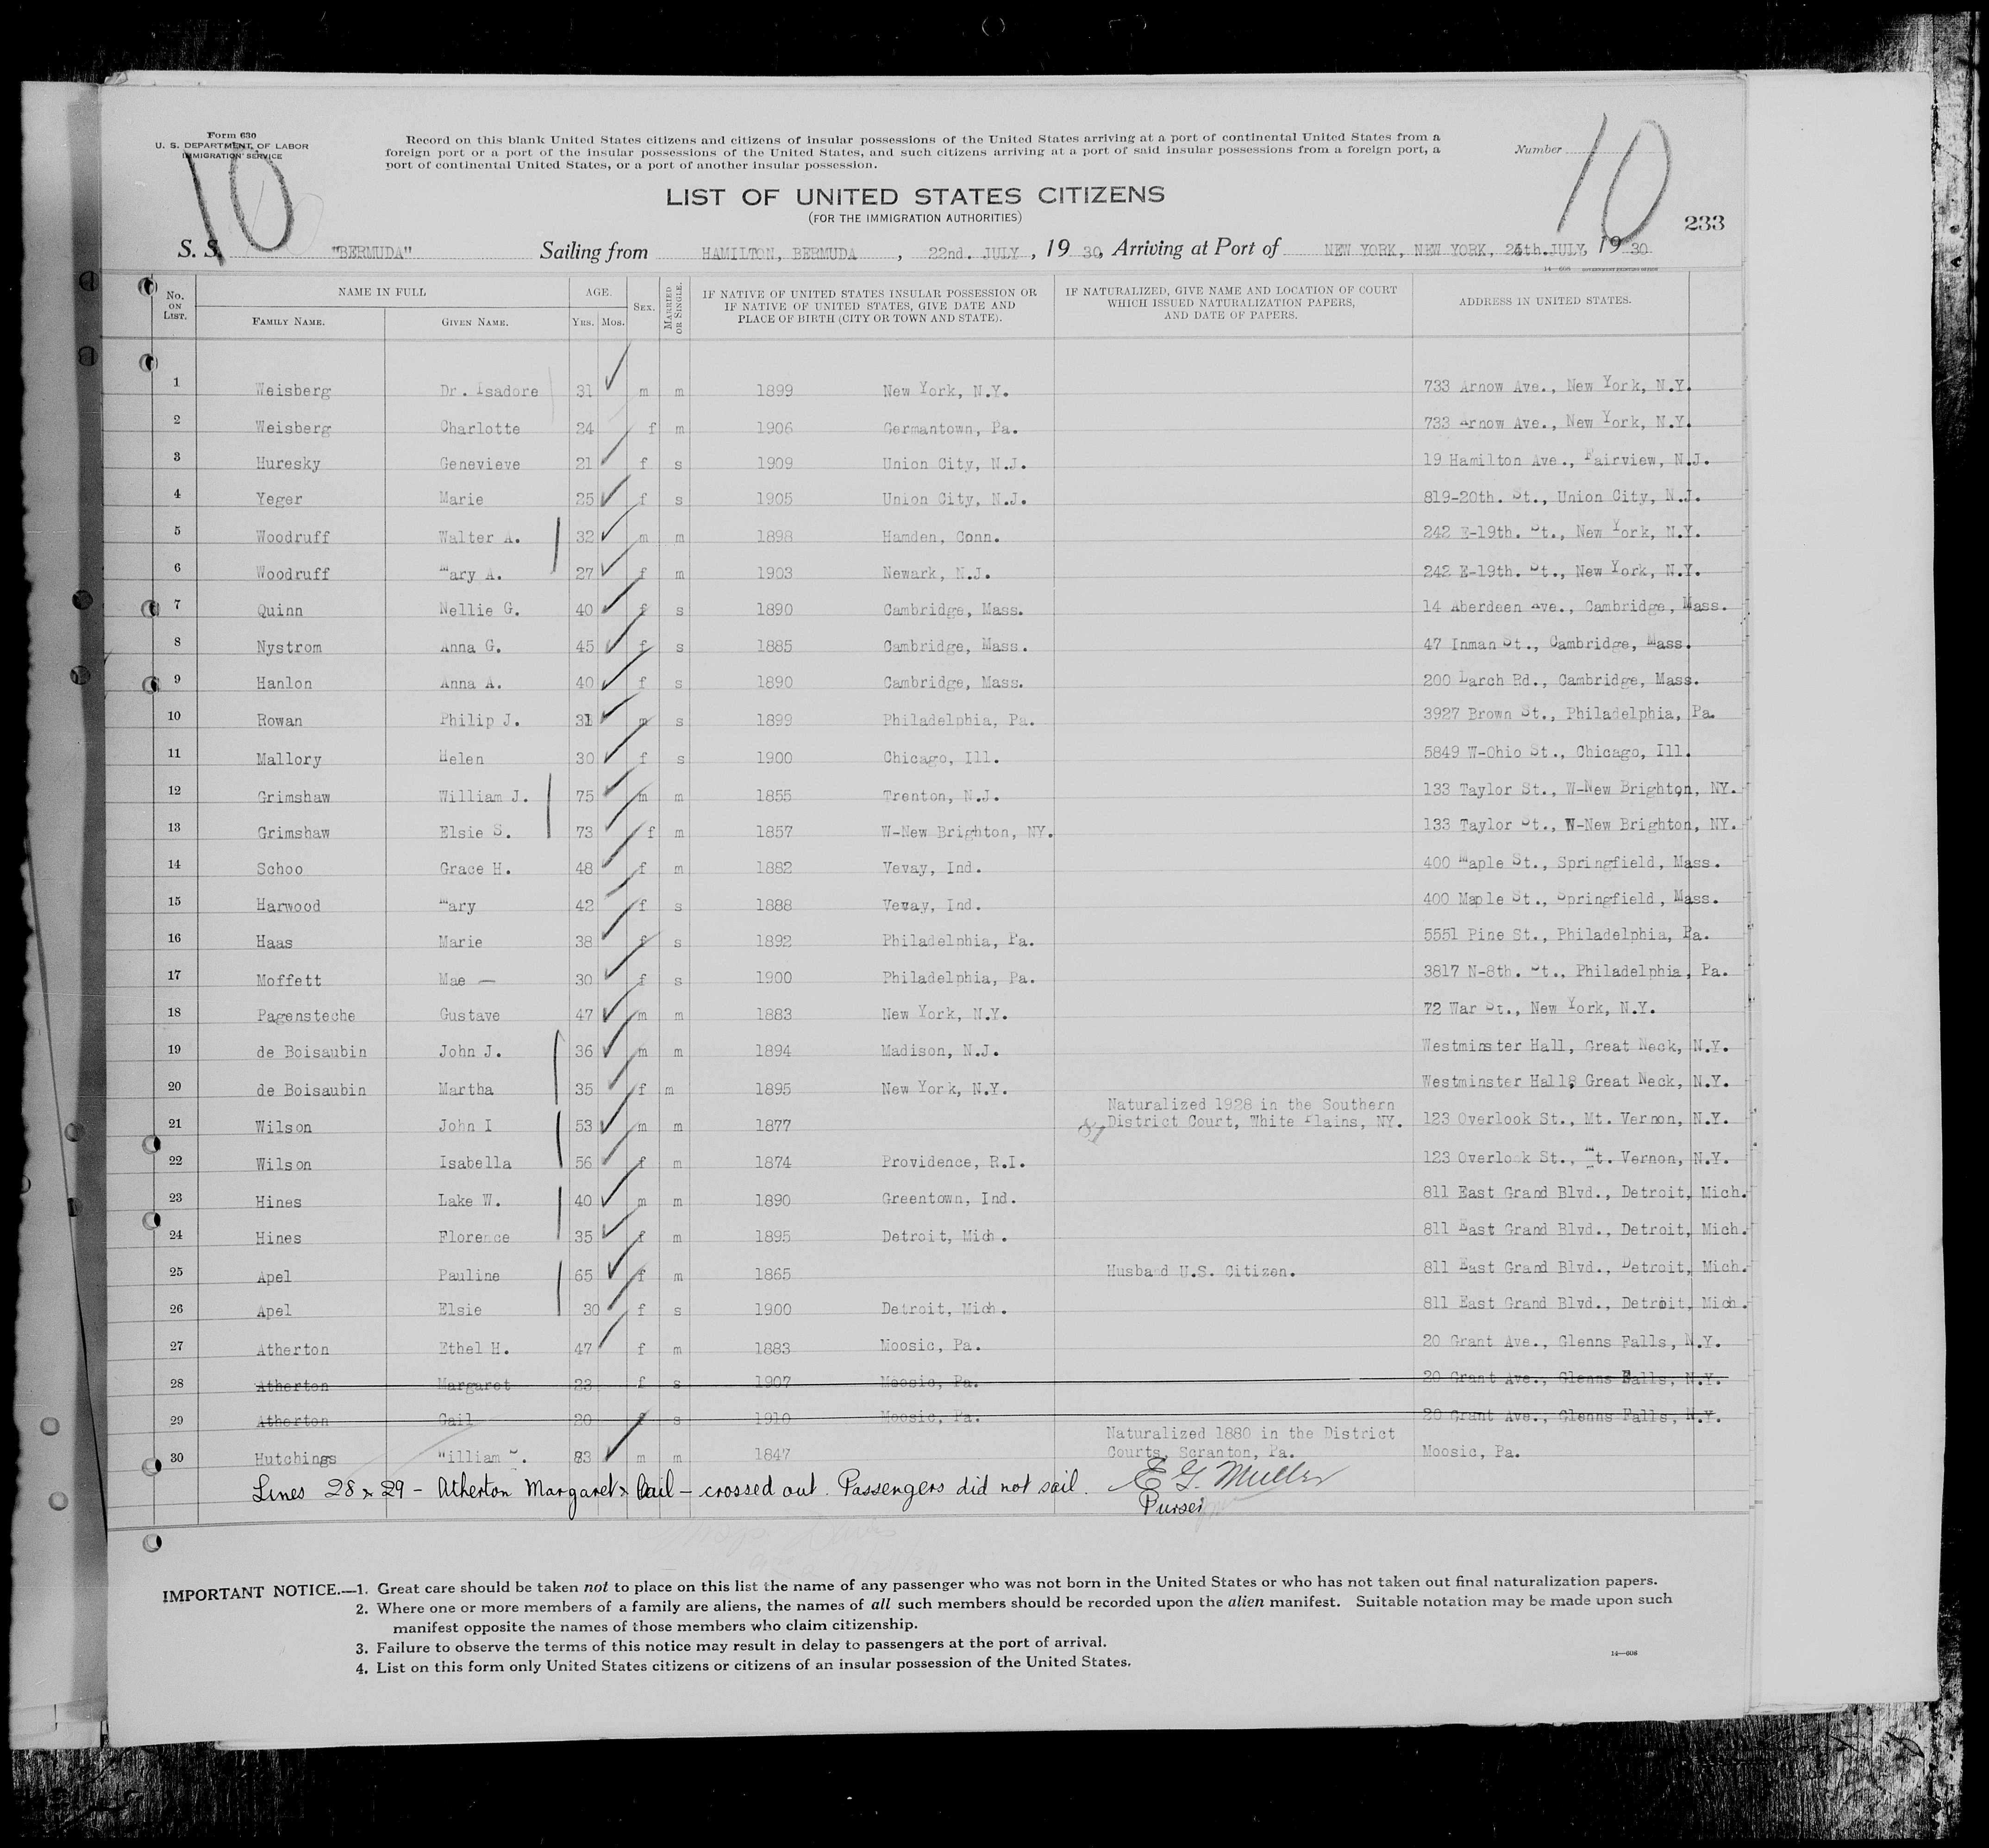 Form 630
U. S. DEPARTMENT OF LABOR
IMMIGRATION SERVICE
10
Record on this blank United States citizens and citizens of insular possessions of the United States arriving at a port of continental United States from a
foreign port or a port of the insular possessions of the United States, and such citizens arriving at a port of said insular possessions from a foreign port, a
port of continental United States, or a port of another insular possession.
Number
10
LIST OF UNITED STATES CITIZENS
(FOR THE IMMIGRATION AUTHORITIES)
233
S. S. "BERMUDA" Sailing from HAMILTON, BERMUDA , 22nd. JULY , 19 30, Arriving at Port of NEW YORK, NEW YORK, JULY, 19 30
14—608 GOVERNMENT PRINTING OFFICE
No. ON LIST. NAME IN FULL AGE. SEX. MARRIED OR SINGLE. IF NATIVE OF UNITED STATES INSULAR POSSESSION OR IF NATIVE OF UNITED STATES, GIVE DATE AND PLACE OF BIRTH (CITY OR TOWN AND STATE). IF NATURALIZED, GIVE NAME AND LOCATION OF COURT WHICH ISSUED NATURALIZATION PAPERS, AND DATE OF PAPERS. ADDRESS IN UNITED STATES.
FAMILY NAME. GIVEN NAME. YRS. MOS.
1 Weisberg Dr. Isadore 31 m m 1899 New York, N.Y. 733 Arnow Ave., New York, N.Y.
2 Weisberg Charlotte 24 f m 1906 Germantown, Pa. 733 Arnow Ave., New York, N.Y.
3 Huresky Genevieve 21 f s 1909 Union City, N.J. 19 Hamilton Ave., Fairview, N.J.
4 Yeger Marie 25 f s 1905 Union City, N.J. 819-20th. St., Union City, N.J.
5 Woodruff Walter A. 32 m m 1898 Hamden, Conn. 242 E-19th. St., New York, N.Y.
6 Woodruff Mary A. 27 f m 1903 Newark, N.J. 242 E-19th. St., New York, N.Y.
7 Quinn Nellie G. 40 f s 1890 Cambridge, Mass. 14 Aberdeen Ave., Cambridge, Mass.
8 Nystrom Anna G. 45 f s 1885 Cambridge, Mass. 47 Inman St., Cambridge, Mass.
9 Hanlon Anna A. 40 f s 1890 Cambridge, Mass. 200 Larch Rd., Cambridge, Mass.
10 Rowan Philip J. 31 m s 1899 Philadelphia, Pa. 3927 Brown St., Philadelphia, Pa.
11 Mallory Helen 30 f s 1900 Chicago, Ill. 5849 W-Ohio St., Chicago, Ill.
12 Grimshaw William J. 75 m m 1855 Trenton, N.J. 133 Taylor St., W-New Brighton, NY.
13 Grimshaw Elsie S. 73 f m 1857 W-New Brighton, NY. 133 Taylor St., W-New Brighton, NY.
14 Schoo Grace H. 48 f m 1882 Vevay, Ind. 400 Maple St., Springfield, Mass.
15 Harwood Mary 42 f s 1888 Vevay, Ind. 400 Maple St., Springfield, Mass.
16 Haas Marie 38 f s 1892 Philadelphia, Pa. 5551 Pine St., Philadelphia, Pa.
17 Moffett Mae — 30 f s 1900 Philadelphia, Pa. 3817 N-8th. St., Philadelphia, Pa.
18 Pagensteche Gustave 47 m m 1883 New York, N.Y. 72 War St., New York, N.Y.
19 de Boisaubin John J. 36 m m 1894 Madison, N.J. Westminster Hall, Great Neck, N.Y.
20 de Boisaubin Martha 35 f m 1895 New York, N.Y. Westminster Hall, Great Neck, N.Y.
Naturalized 1928 in the Southern
21 Wilson John I 53 m m 1877 District Court, White Plains, NY. 123 Overlook St., Mt. Vernon, N.Y.
22 Wilson Isabella 56 f m 1874 Providence, R.I. 123 Overlook St., Mt. Vernon, N.Y.
23 Hines Lake W. 40 m m 1890 Greentown, Ind. 811 East Grand Blvd., Detroit, Mich.
24 Hines Florence 35 f m 1895 Detroit, Mich. 811 East Grand Blvd., Detroit, Mich.
25 Apel Pauline 65 f m 1865 Husband U.S. Citizen. 811 East Grand Blvd., Detroit, Mich.
26 Apel Elsie 30 f s 1900 Detroit, Mich. 811 East Grand Blvd., Detroit, Mich.
27 Atherton Ethel H. 47 f m 1883 Moosic, Pa. 20 Grant Ave., Glenns Falls, N.Y.
28 Atherton Margaret 23 f s 1907 Moosic, Pa. 20 Grant Ave., Glenns Falls, N.Y.
29 Atherton Gail 20 f s 1910 Moosic, Pa. 20 Grant Ave., Glenns Falls, N.Y.
Naturalized 1880 in the District
30 Hutchings William 83 m m 1847 Courts, Scranton, Pa. Moosic, Pa.
Lines 28 & 29 - Atherton Margaret & Gail - crossed out. Passengers did not sail. E G. Muller
Purser
IMPORTANT NOTICE.—1. Great care should be taken not to place on this list the name of any passenger who was not born in the United States or who has not taken out final naturalization papers.
2. Where one or more members of a family are aliens, the names of all such members should be recorded upon the alien manifest. Suitable notation may be made upon such
manifest opposite the names of those members who claim citizenship.
3. Failure to observe the terms of this notice may result in delay to passengers at the port of arrival.
4. List on this form only United States citizens or citizens of an insular possession of the United States.
14—608